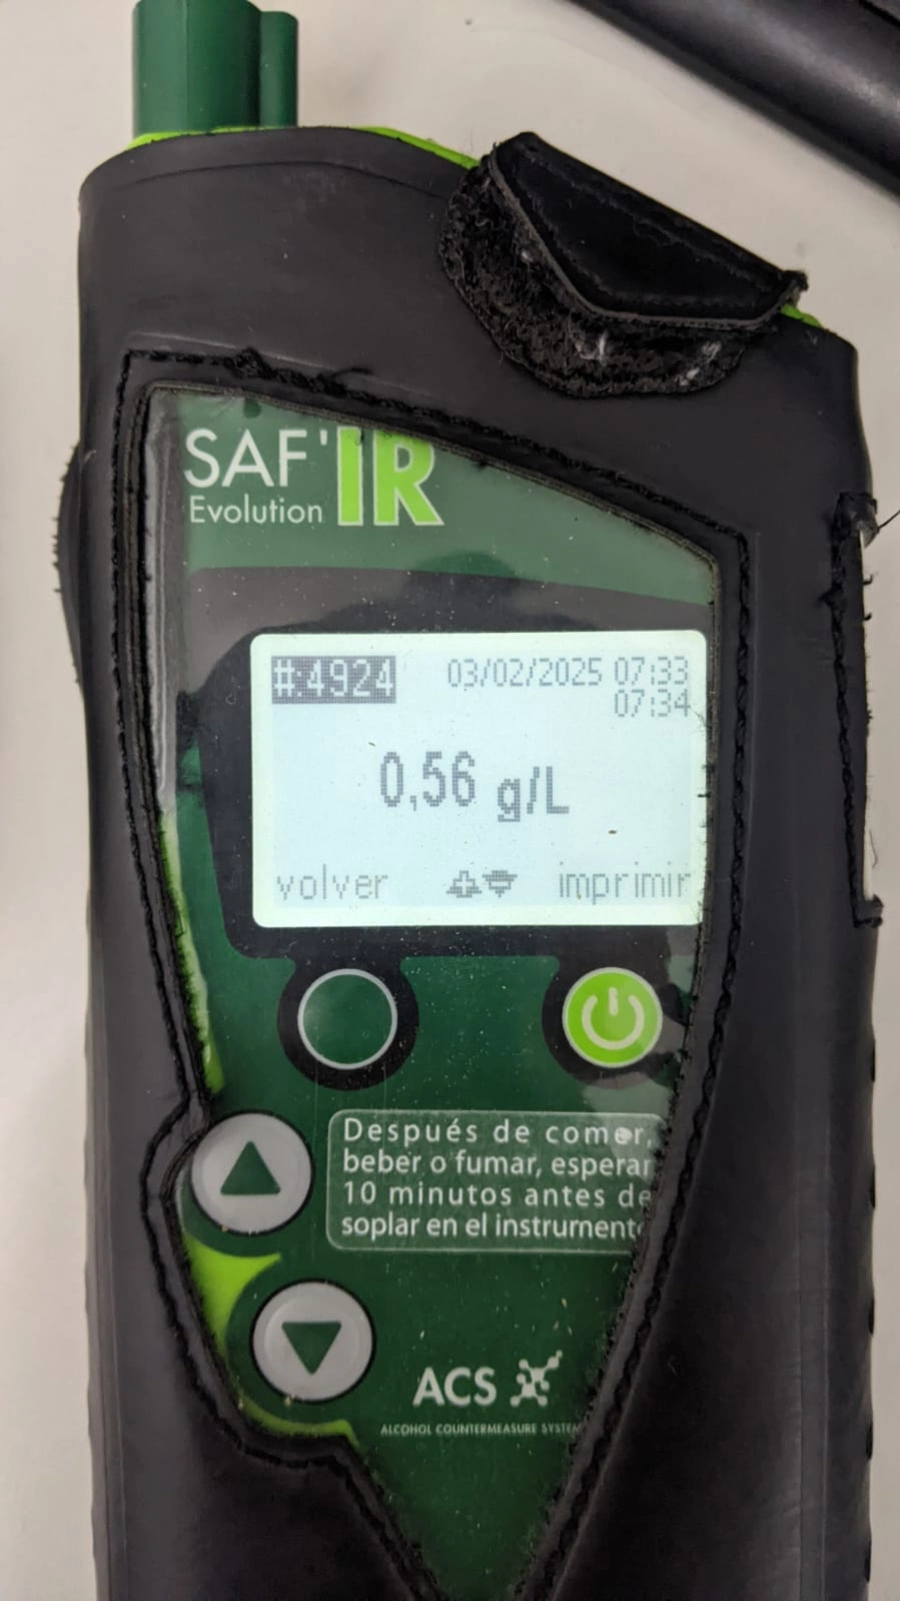 SAF'IR
Evolution
#:4924 03/02/2025 07:33
07:34
0,56 g/L
volver imprimir
Después de comer,
beber o fumar, esperar
10 minutos antes de
soplar en el instrumento
ACS
ALCOHOL COUNTERMEASURE SYSTEM